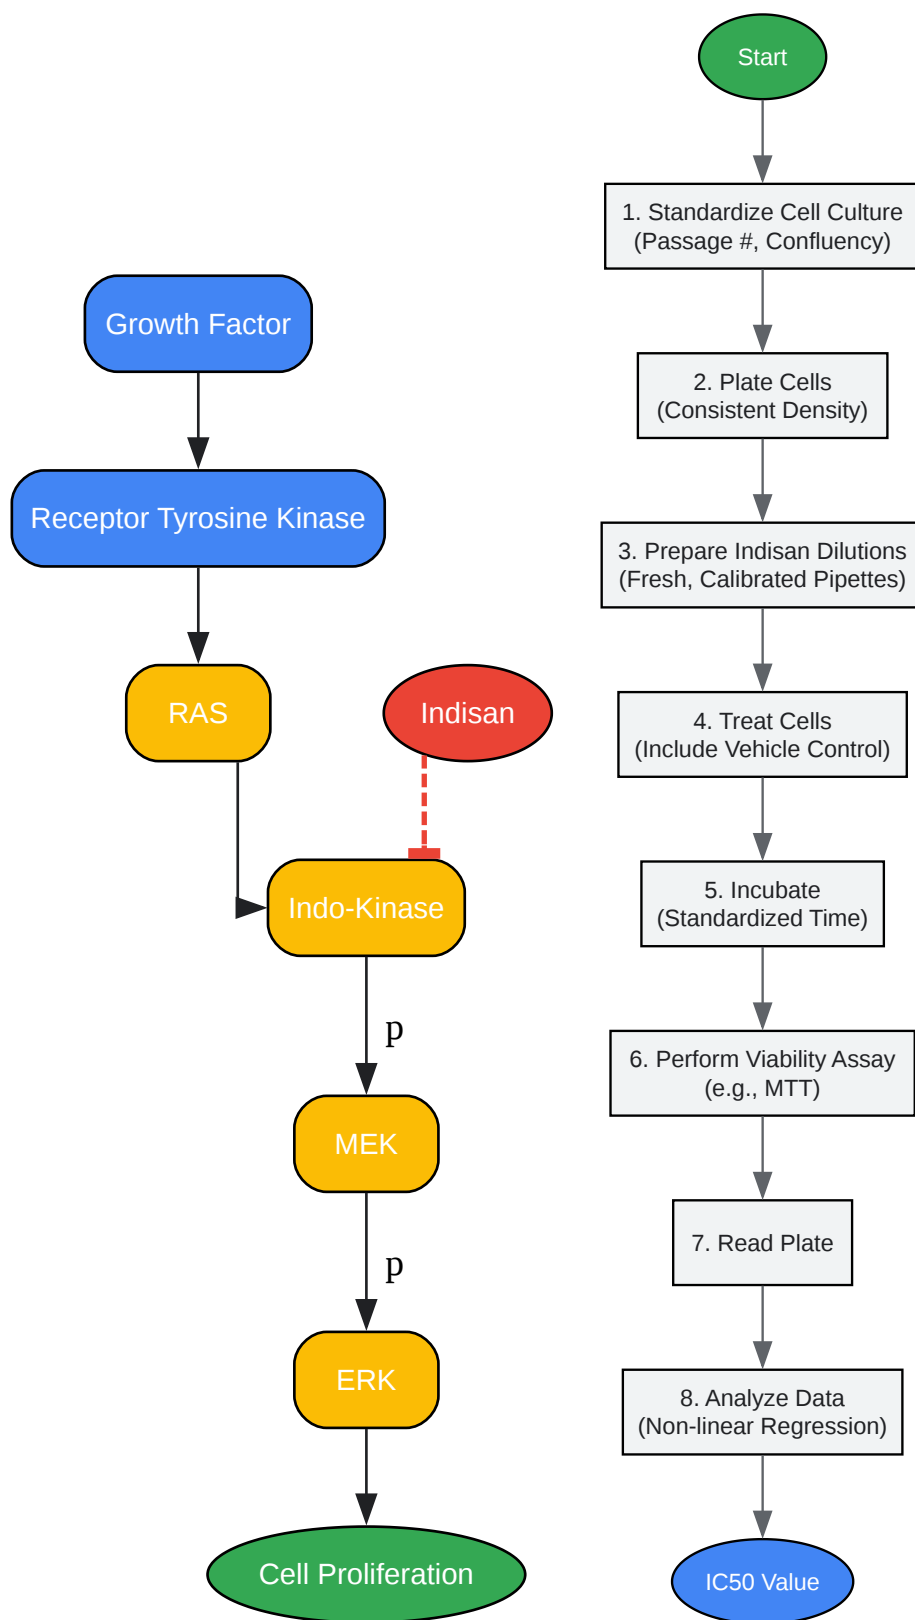 Growth Factor
Receptor Tyrosine Kinase
RAS
Indisan
Indo-Kinase
p
MEK
p
ERK
Cell Proliferation
Start
1. Standardize Cell Culture
(Passage #, Confluency)
2. Plate Cells
(Consistent Density)
3. Prepare Indisan Dilutions
(Fresh, Calibrated Pipettes)
4. Treat Cells
(Include Vehicle Control)
5. Incubate
(Standardized Time)
6. Perform Viability Assay
(e.g., MTT)
7. Read Plate
8. Analyze Data
(Non-linear Regression)
IC50 Value